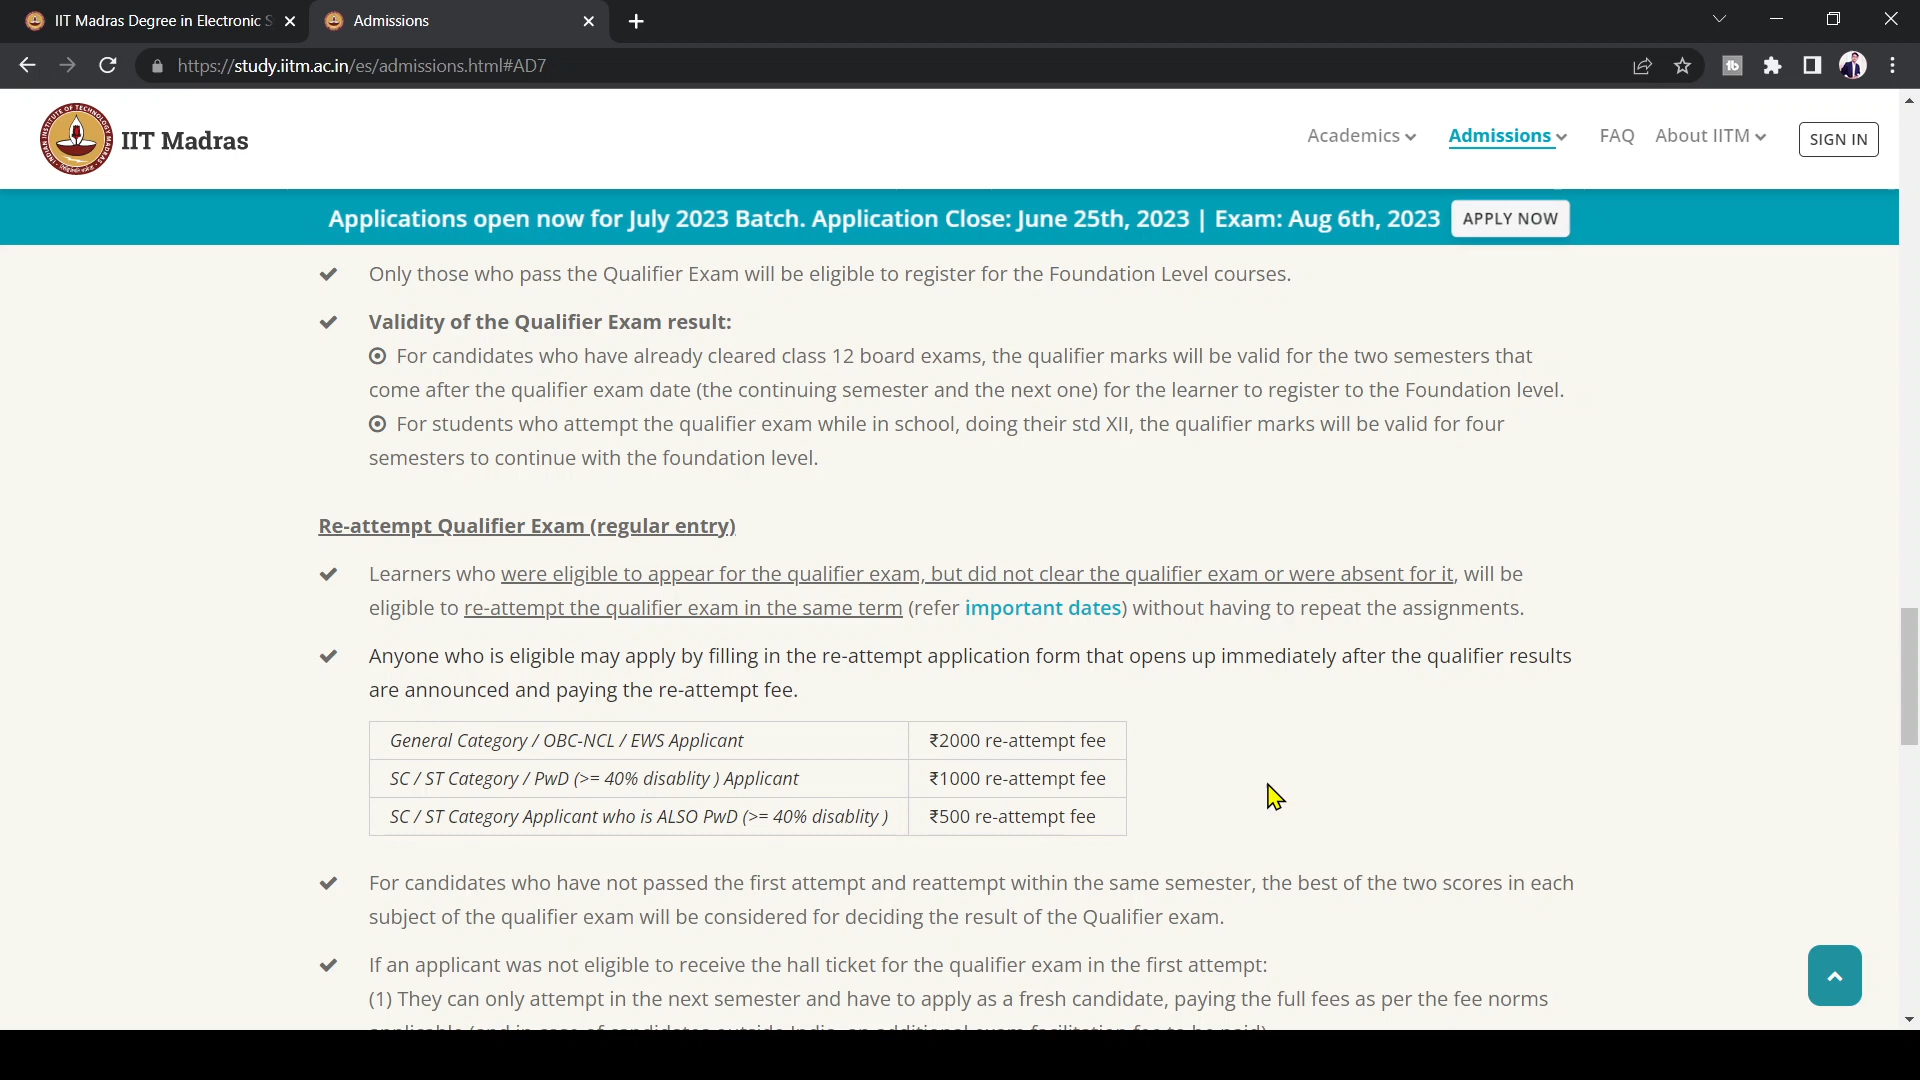 IIT Madras Degree in Electronic S
Admissions
https://study.iitm.ac.in/es/admissions.html#AD7
IIT Madras
Academics
Admissions
FAQ
About IITM
SIGN IN
Applications open now for July 2023 Batch. Application Close: June 25th, 2023 | Exam: Aug 6th, 2023
APPLY NOW
Only those who pass the Qualifier Exam will be eligible to register for the Foundation Level courses.
Validity of the Qualifier Exam result:
For candidates who have already cleared class 12 board exams, the qualifier marks will be valid for the two semesters that
come after the qualifier exam date (the continuing semester and the next one) for the learner to register to the Foundation level.
For students who attempt the qualifier exam while in school, doing their std XII, the qualifier marks will be valid for four
semesters to continue with the foundation level.
Re-attempt Qualifier Exam (regular entry)
Learners who were eligible to appear for the qualifier exam, but did not clear the qualifier exam or were absent for it, will be
eligible to re-attempt the qualifier exam in the same term (refer important dates) without having to repeat the assignments.
Anyone who is eligible may apply by filling in the re-attempt application form that opens up immediately after the qualifier results
are announced and paying the re-attempt fee.
General Category / OBC-NCL / EWS Applicant
₹2000 re-attempt fee
SC / ST Category / PwD (>= 40% disablity ) Applicant
₹1000 re-attempt fee
SC / ST Category Applicant who is ALSO PwD (>= 40% disablity )
₹500 re-attempt fee
For candidates who have not passed the first attempt and reattempt within the same semester, the best of the two scores in each
subject of the qualifier exam will be considered for deciding the result of the Qualifier exam.
If an applicant was not eligible to receive the hall ticket for the qualifier exam in the first attempt:
(1) They can only attempt in the next semester and have to apply as a fresh candidate, paying the full fees as per the fee norms